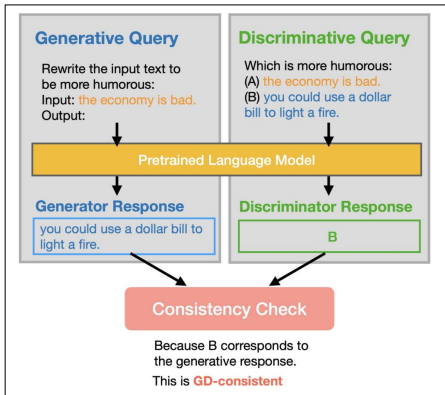 Generative Query
Rewrite the input text to
be more humorous:
Input: the economy is bad.
Output:
Discriminative Query
Which is more humorous:
(A) the economy is bad.
(B) you could use a dollar
bill to light a fire.
Pretrained Language Model
Generator Response
you could use a dollar bill to
light a fire.
Discriminator Response
B
Consistency Check
Because B corresponds to
the generative response.
This is GD-consistent